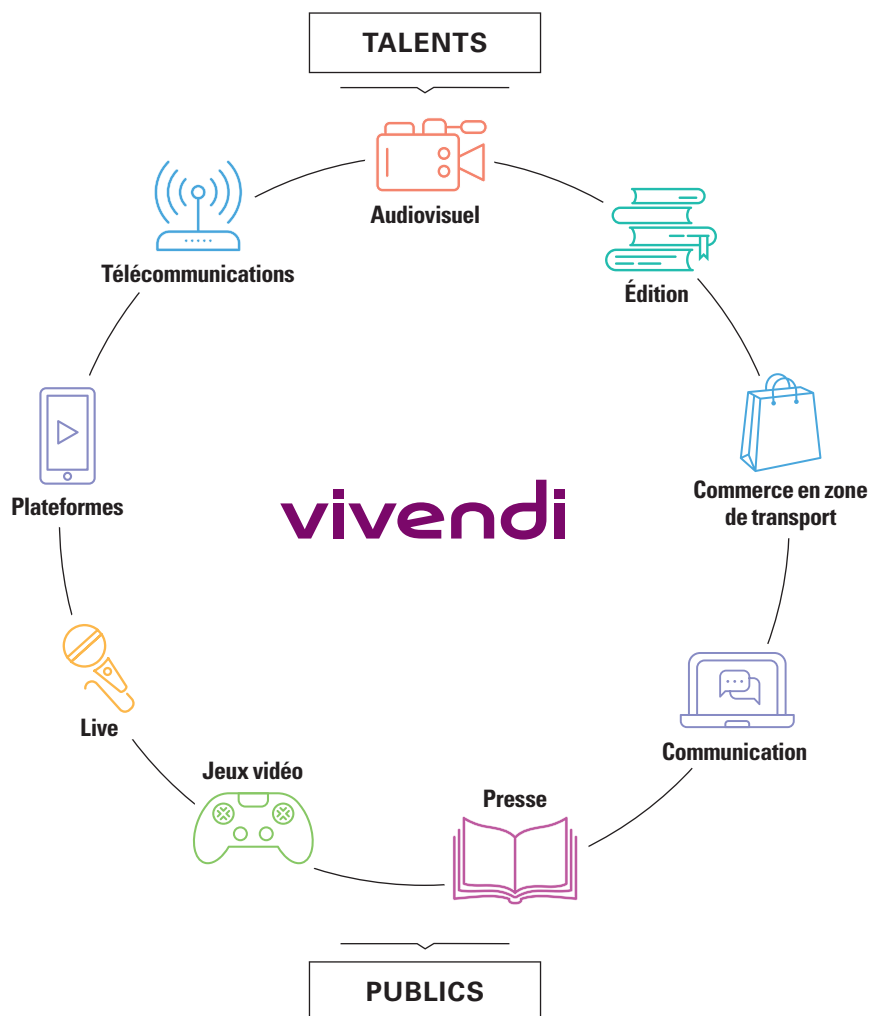 TALENTS
Audiovisuel
Édition
Commerce en zone
de transport
Communication
Presse
Jeux vidéo
Live
Plateformes
Télécommunications
vivendi
PUBLICS